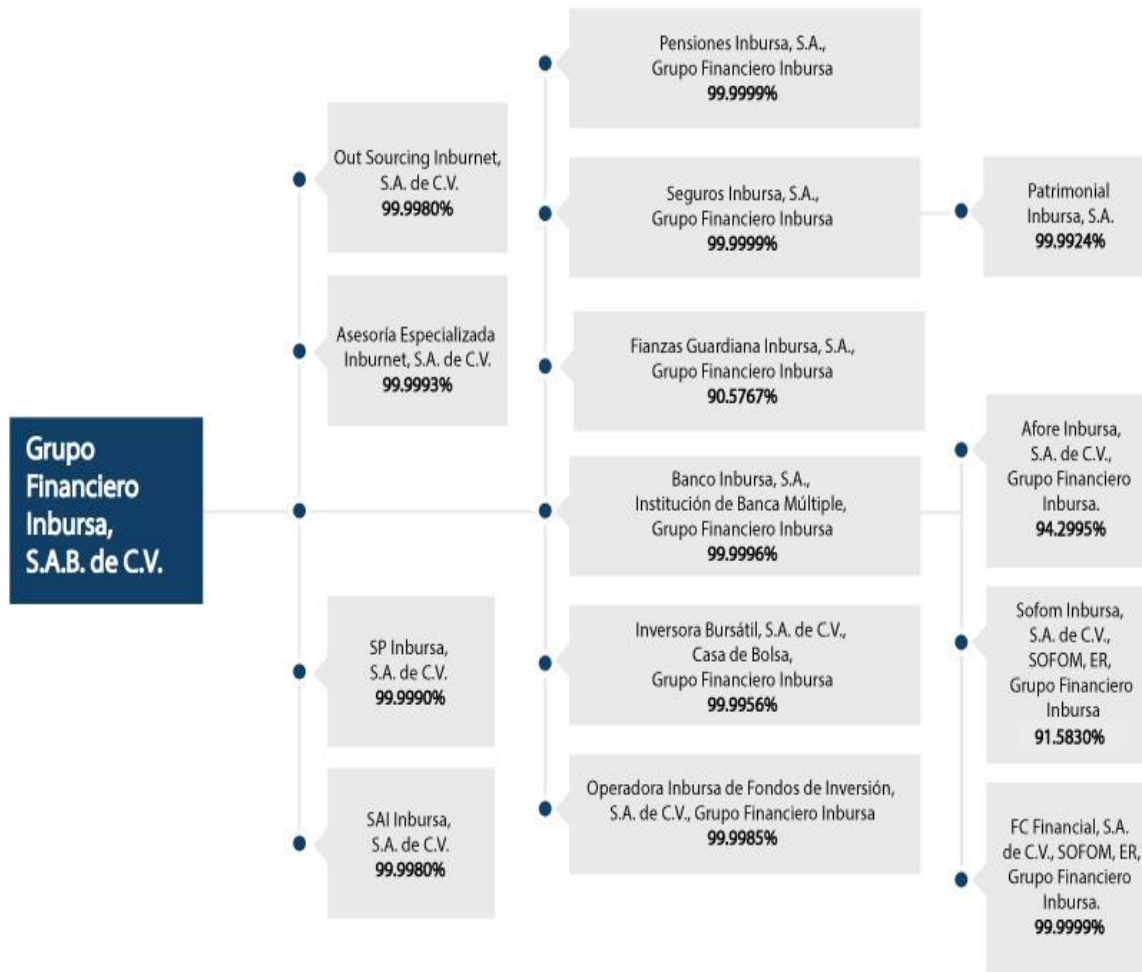 Grupo
Financiero
Inbursa,
S.A.B. de C.V.
Out Sourcing Inburnet,
S.A. de C.V.
99.9980%
Asesoría Especializada
Inburnet, S.A. de C.V.
99.9993%
SP Inbursa,
S.A. de C.V.
99.9990%
SAI Inbursa,
S.A. de C.V.
99.9980%
Pensiones Inbursa, S.A.,
Grupo Financiero Inbursa
99.9999%
Seguros Inbursa, S.A.,
Grupo Financiero Inbursa
99.9999%
Fianzas Guardiana Inbursa, S.A.,
Grupo Financiero Inbursa
90.5767%
Banco Inbursa, S.A.,
Institución de Banca Múltiple,
Grupo Financiero Inbursa
99.9996%
Inversora Bursátil, S.A. de C.V.,
Casa de Bolsa,
Grupo Financiero Inbursa
99.9956%
Operadora Inbursa de Fondos de Inversión,
S.A. de C.V., Grupo Financiero Inbursa
99.9985%
Patrimonial
Inbursa, S.A.
99.9924%
Afore Inbursa,
S.A. de C.V.,
Grupo Financiero
Inbursa.
94.2995%
Sofom Inbursa,
S.A. de C.V.,
SOFOM, ER,
Grupo Financiero
Inbursa
91.5830%
FC Financial, S.A.
de C.V., SOFOM, ER,
Grupo Financiero
Inbursa.
99.9999%